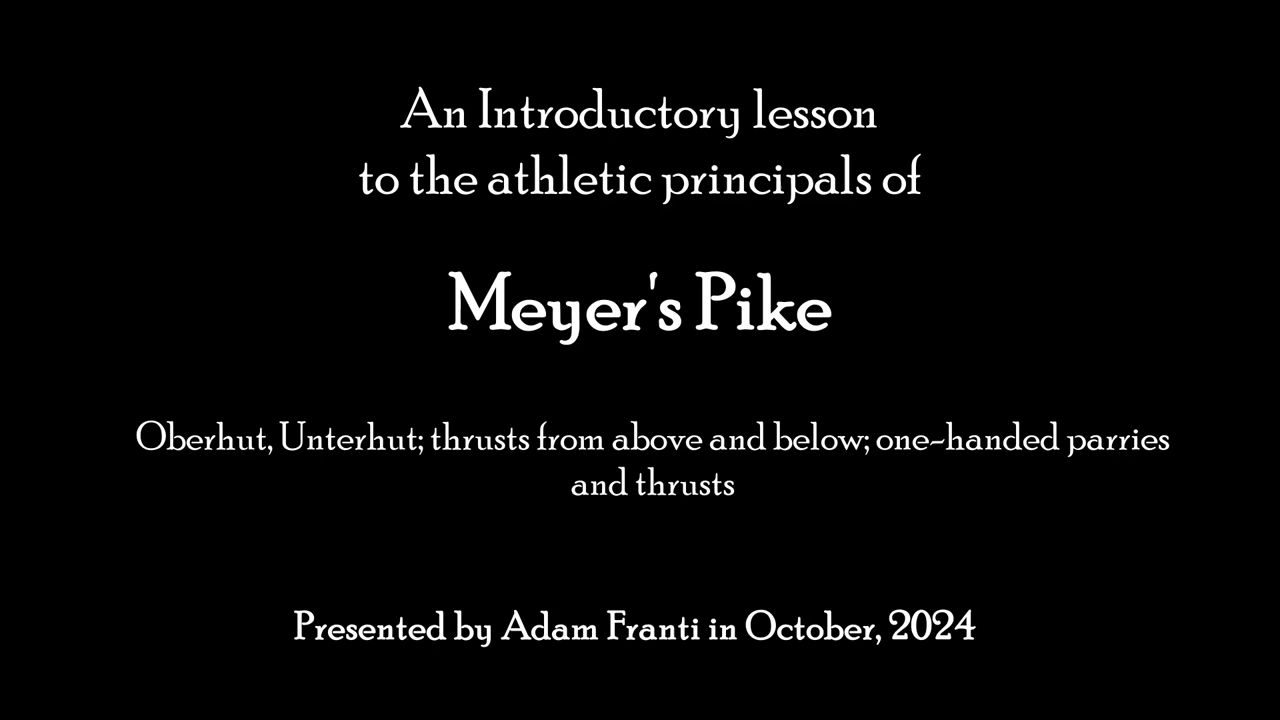 An Introductory lesson
to the athletic principals of
Meyer's Pike
Oberhut, Unterhut; thrusts from above and below; one-handed parries
and thrusts
Presented by Adam Franti in October, 2024